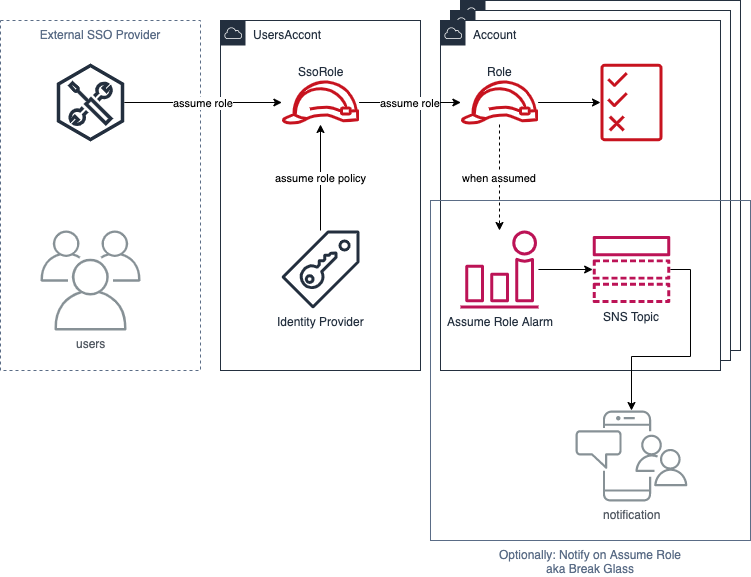 External SSO Provider
UsersAccont
Account
SsoRole
Role
assume role
assume role
assume role policy
when assumed
Identity Provider
Assume Role Alarm
SNS Topic
users
notification
Optionally: Notify on Assume Role
aka Break Glass